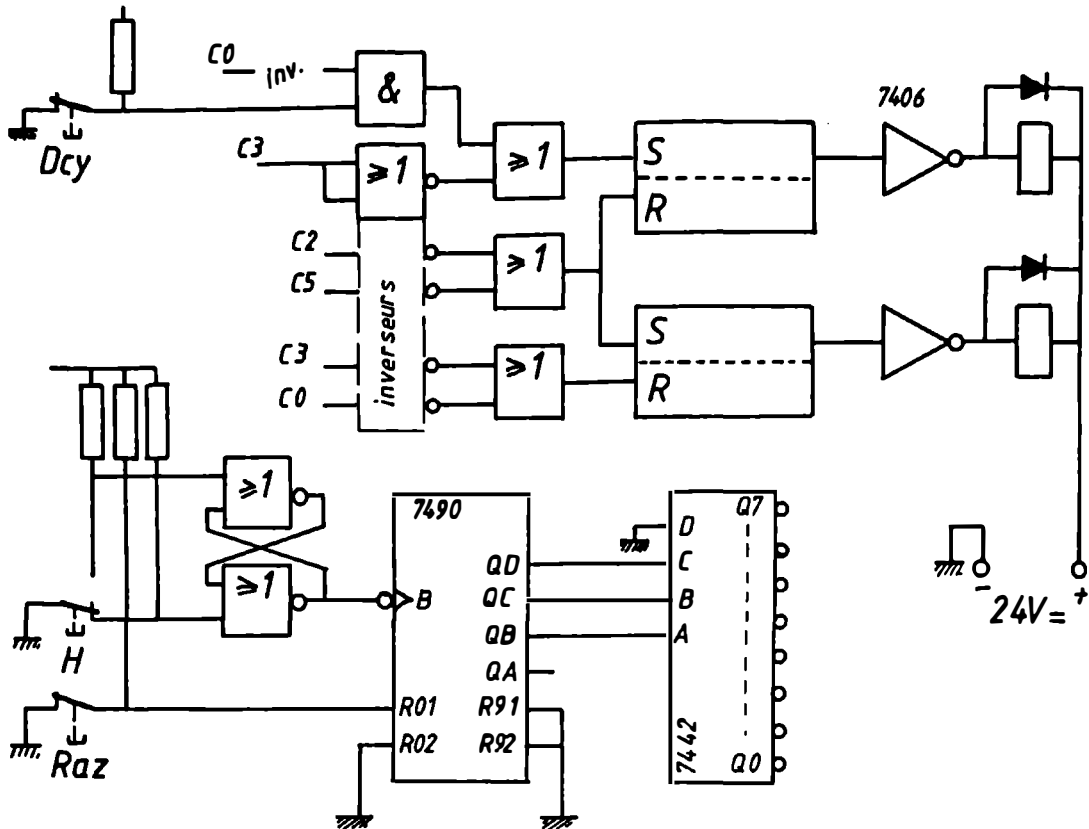 C0
inv.
&
7406
Dcy
C3
≥1
≥1
S
R
C2
C5
≥1
inverseurs
C3
C0
≥1
S
R
≥1
≥1
7490
QD
QC
QB
QA
B
R01
R02
R91
R92
H
Raz
D
C
B
A
Q7
Q0
7442
-
24V=
+